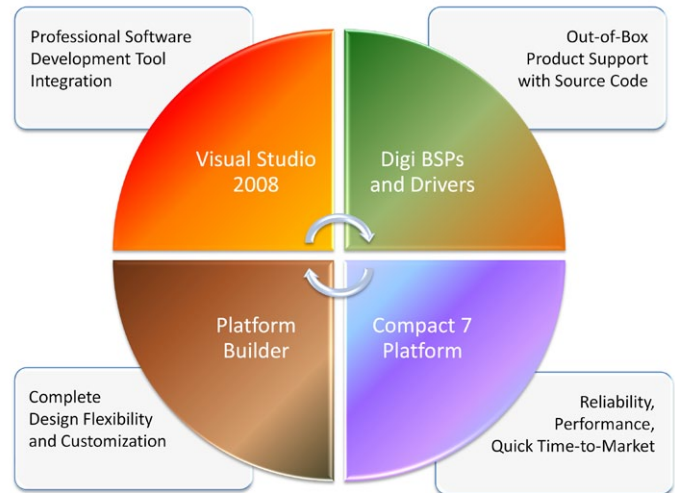 Professional Software
Development Tool
Integration
Out-of-Box
Product Support
with Source Code
Visual Studio
2008
Digi BSPs
and Drivers
Platform
Builder
Compact 7
Platform
Complete
Design Flexibility
and Customization
Reliability,
Performance,
Quick Time-to-Market